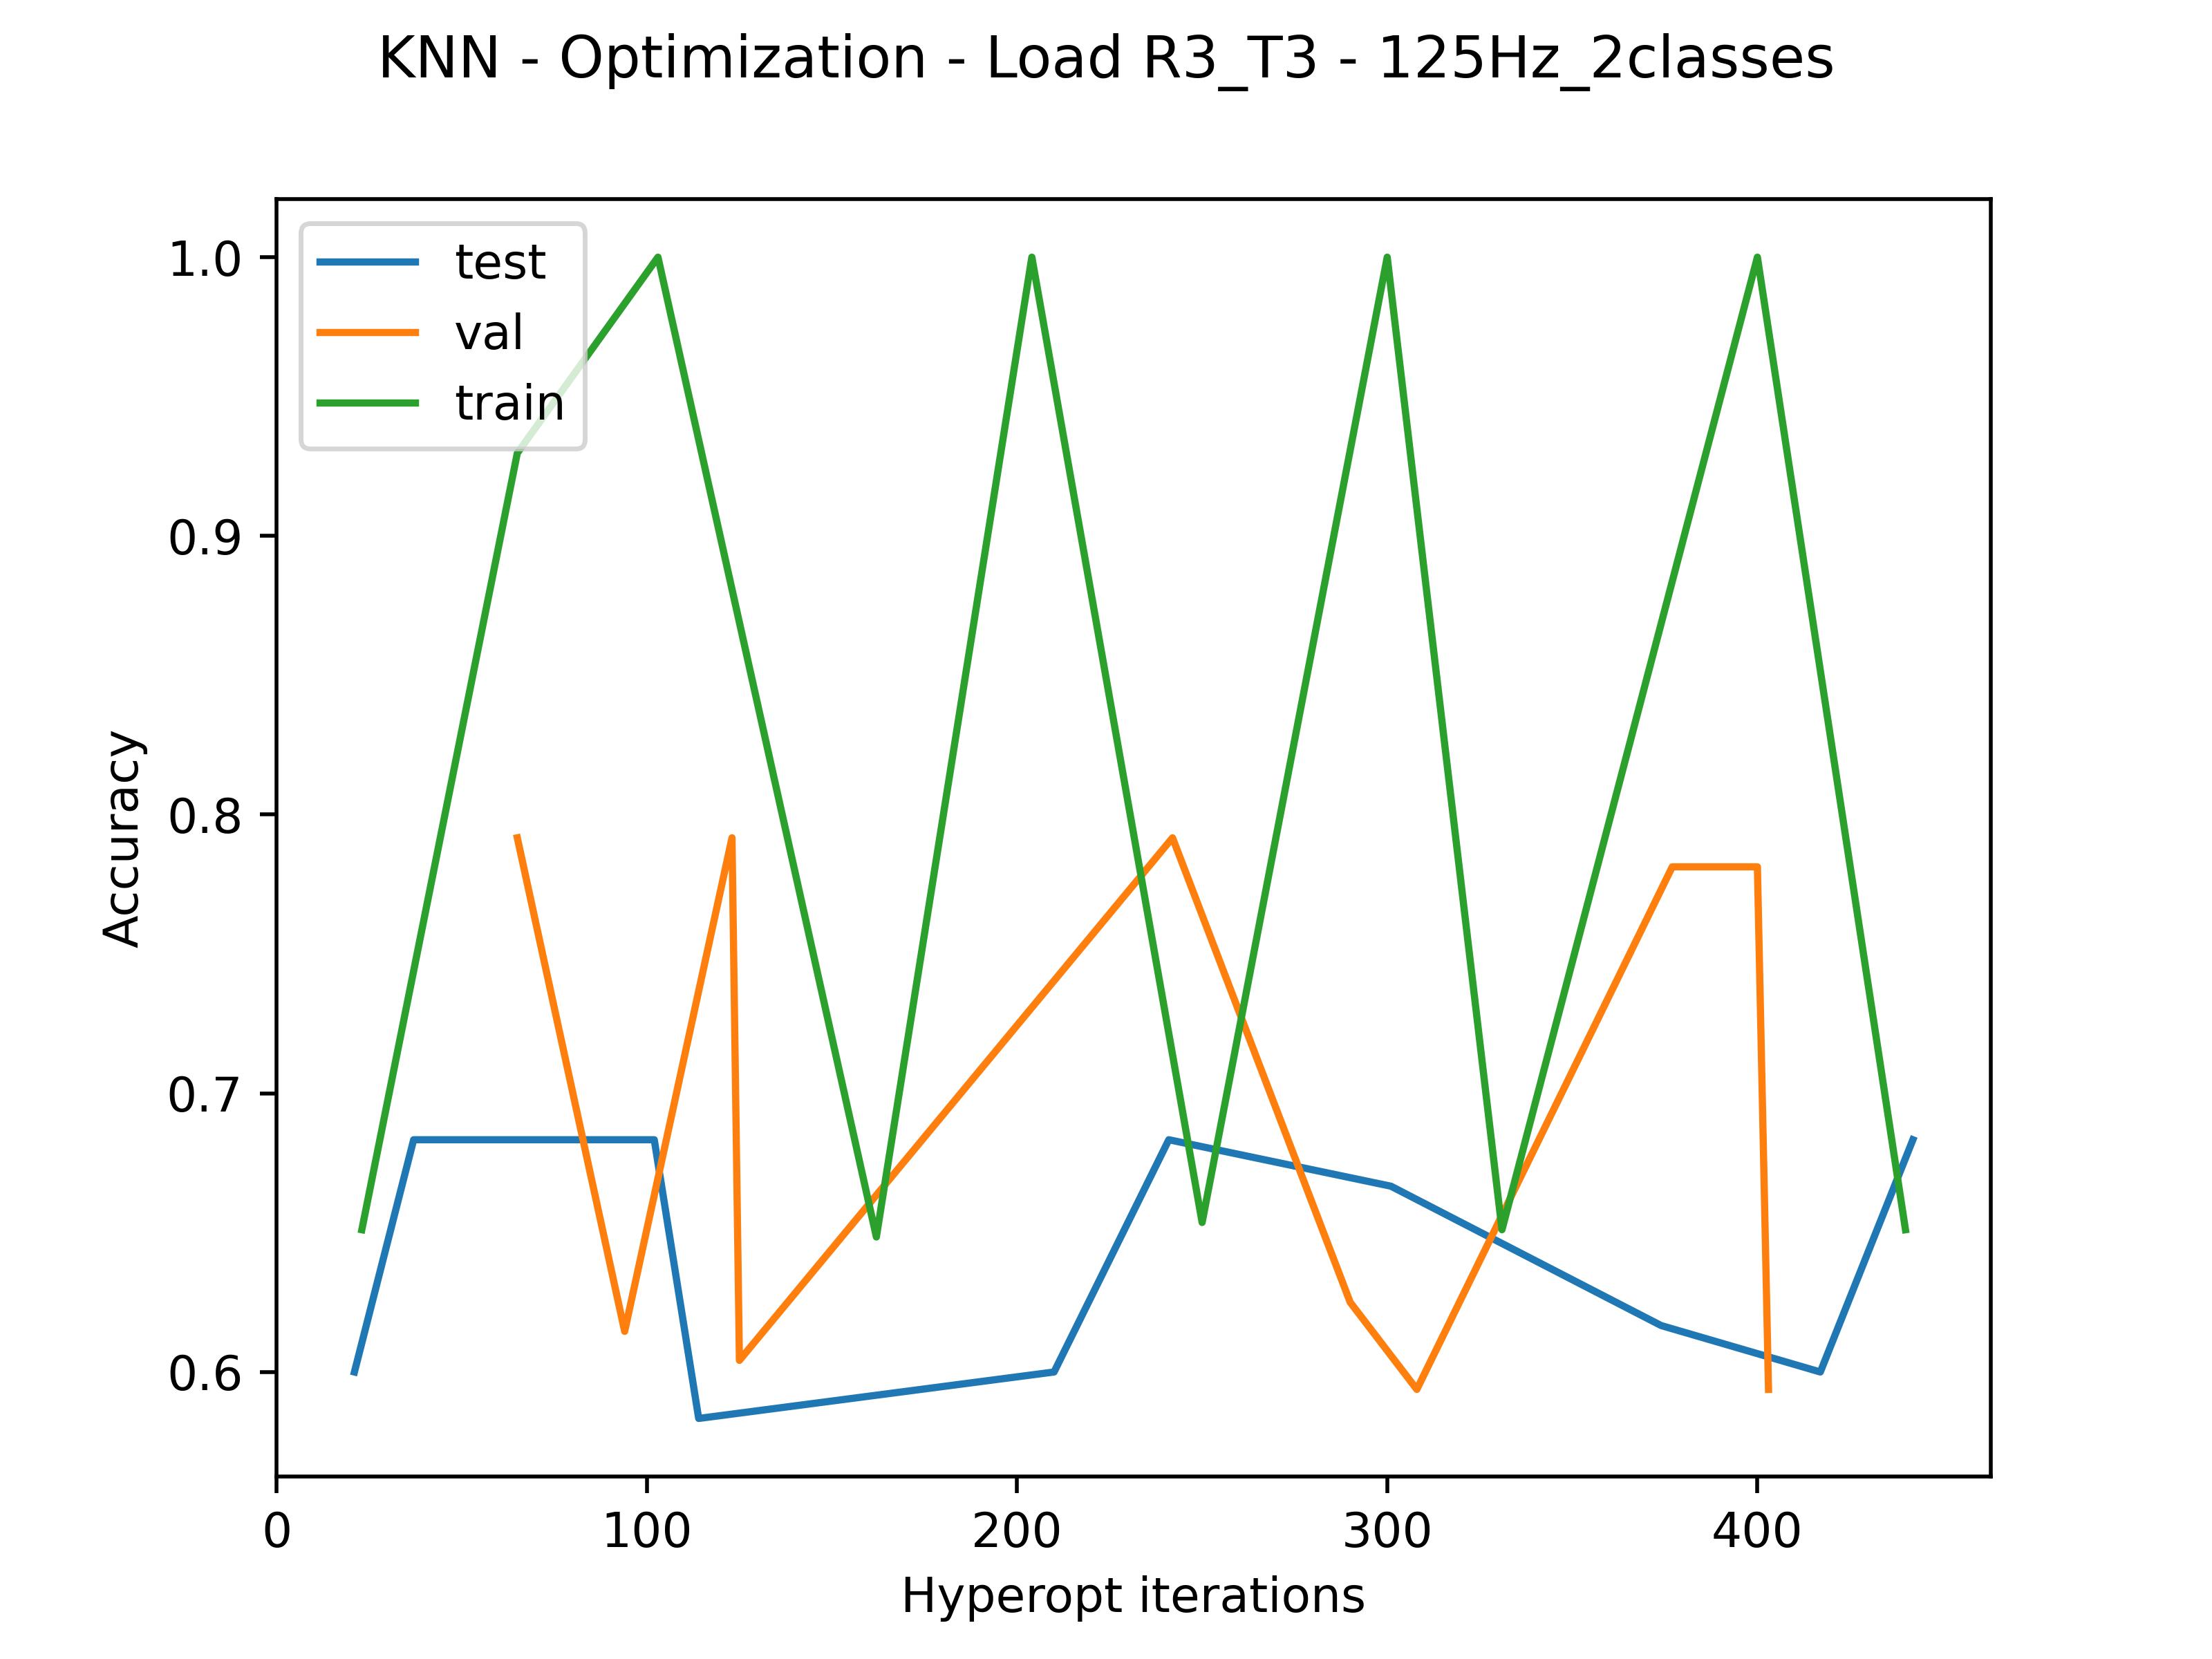 KNN - Optimization - Load R3_T3 - 125Hz_2classes
test
val
train
1.0
0.9
0.8
0.7
0.6
Accuracy
0 100 200 300 400
Hyperopt iterations